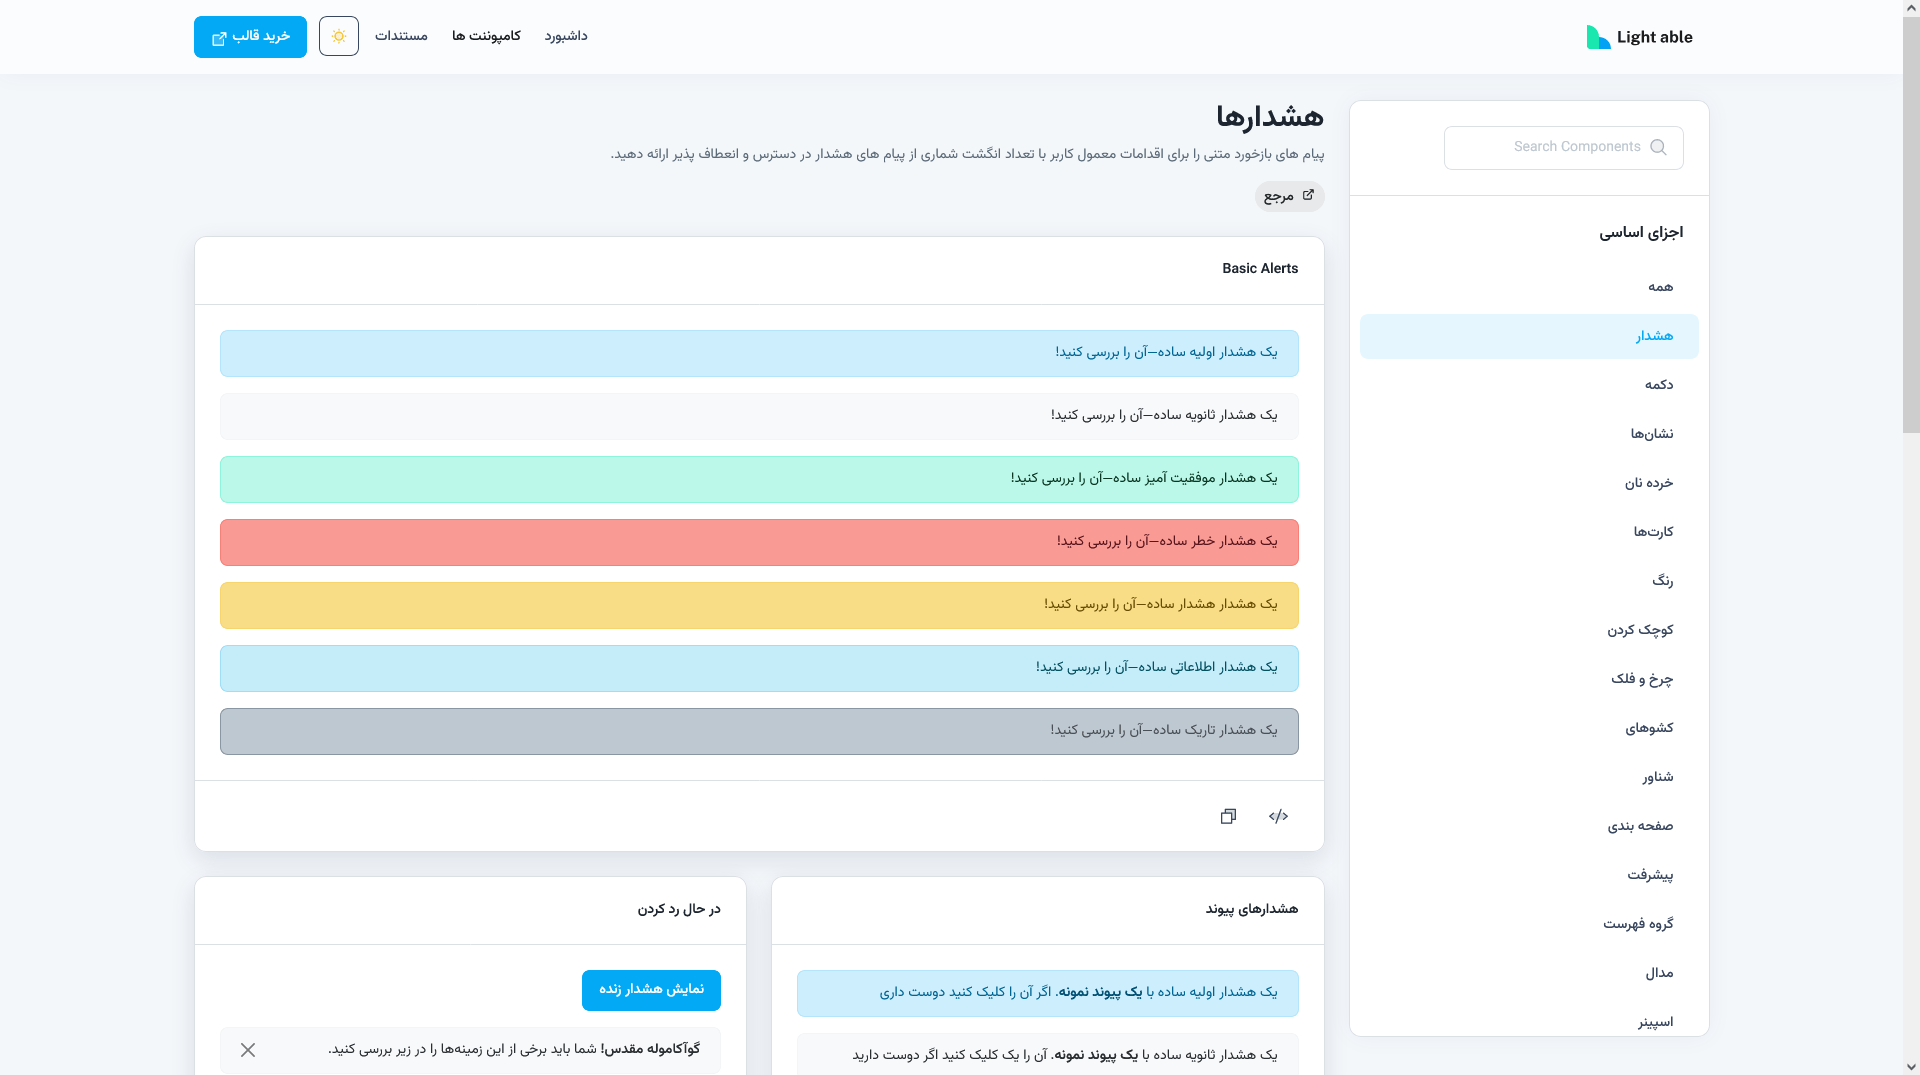 Light able
داشبورد
کامپوننت ها
مستندات
خرید قالب
Search Components
اجزای اساسی
همه
هشدار
دکمه
نشان‌ها
خرده نان
کارت‌ها
رنگ
کوچک کردن
چرخ و فلک
کشوهای
شناور
صفحه بندی
پیشرفت
گروه فهرست
مدال
اسپینر
هشدارها
پیام های بازخورد متنی را برای اقدامات معمول کاربر با تعداد انگشت شماری از پیام های هشدار در دسترس و انعطاف پذیر ارائه دهید.
مرجع
Basic Alerts
یک هشدار اولیه ساده—آن را بررسی کنید!
یک هشدار ثانویه ساده—آن را بررسی کنید!
یک هشدار موفقیت آمیز ساده—آن را بررسی کنید!
یک هشدار خطر ساده—آن را بررسی کنید!
یک هشدار هشدار ساده—آن را بررسی کنید!
یک هشدار اطلاعاتی ساده—آن را بررسی کنید!
یک هشدار تاریک ساده—آن را بررسی کنید!
هشدارهای پیوند
یک هشدار اولیه ساده با یک پیوند نمونه. اگر آن را کلیک کنید دوست داری
یک هشدار ثانویه ساده با یک پیوند نمونه. آن را یک کلیک کنید اگر دوست دارید
در حال رد کردن
نمایش هشدار زنده
گوآکاموله مقدس! شما باید برخی از این زمینه‌ها را در زیر بررسی کنید.